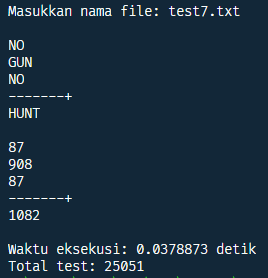 Masukkan nama file: test7.txt
NO
GUN
NO
-------+
HUNT
87
908
87
-------+
1082
Waktu eksekusi: 0.0378873 detik
Total test: 25051